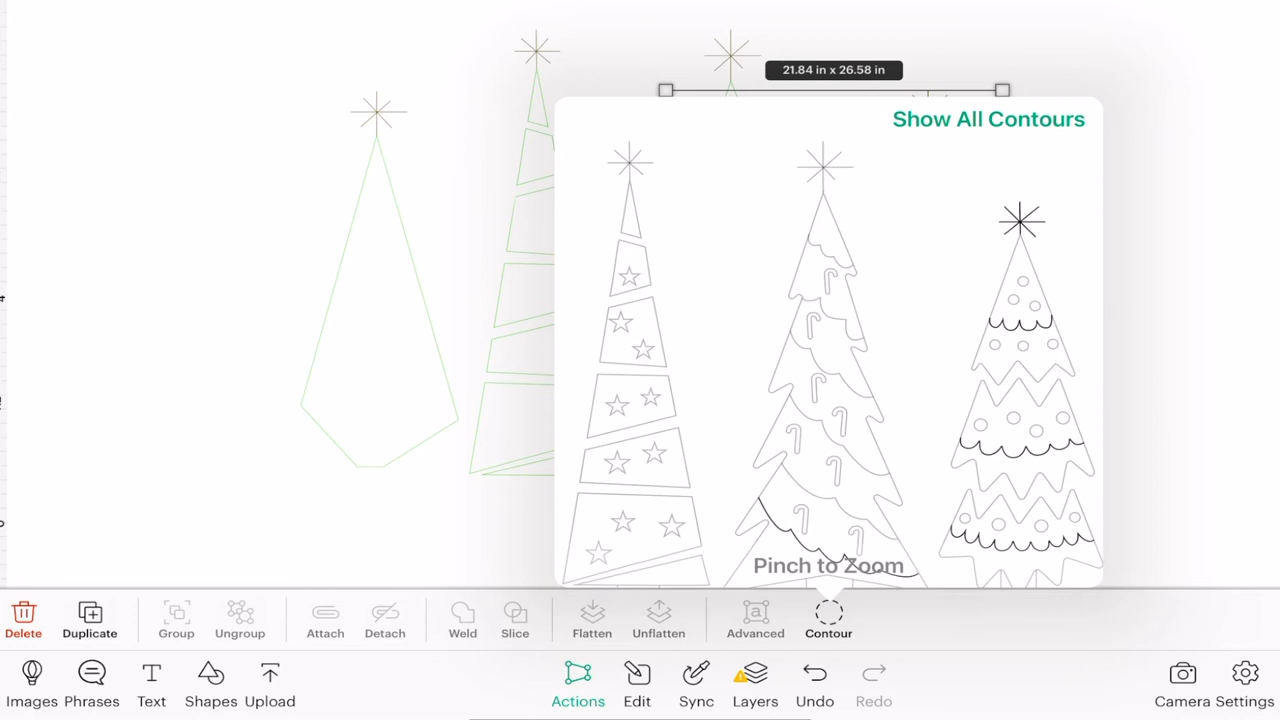 21.84 in x 26.58 in
Show All Contours
Pinch to Zoom
Delete Duplicate Group Ungroup Attach Detach Weld Slice Flatten Unflatten Advanced Contour
Images Phrases Text Shapes Upload Actions Edit Sync Layers Undo Redo Camera Settings